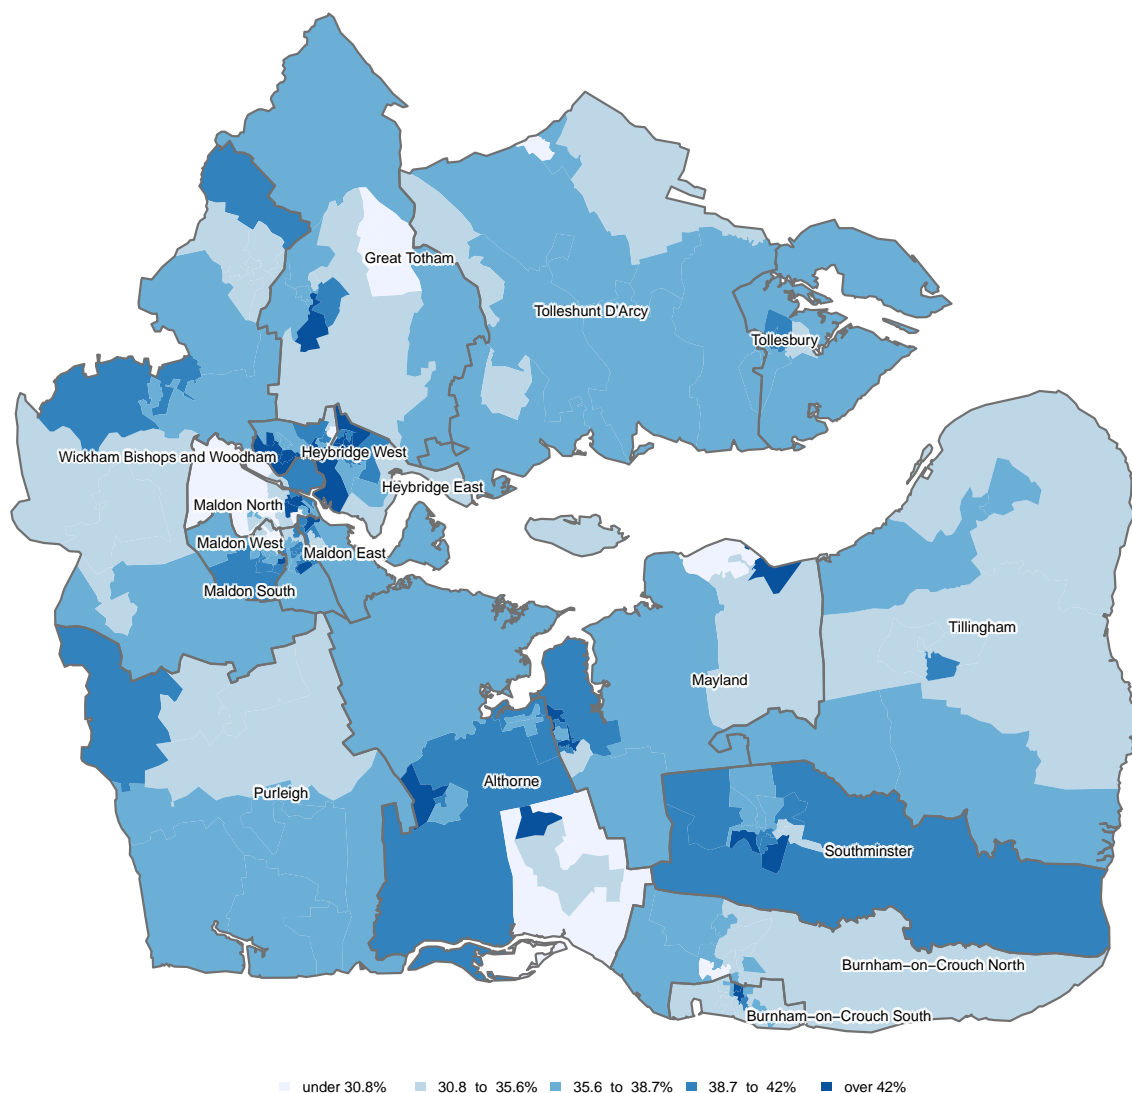 Great Totham
Tolleshunt D'Arcy
Tollesbury
Wickham Bishops and Woodham
Heybridge West
Heybridge East
Maldon North
Maldon West
Maldon East
Maldon South
Tillingham
Mayland
Althorne
Purleigh
Southminster
Burnham−on−Crouch North
Burnham−on−Crouch South
under 30.8%
30.8 to 35.6%
35.6 to 38.7%
38.7 to 42%
over 42%